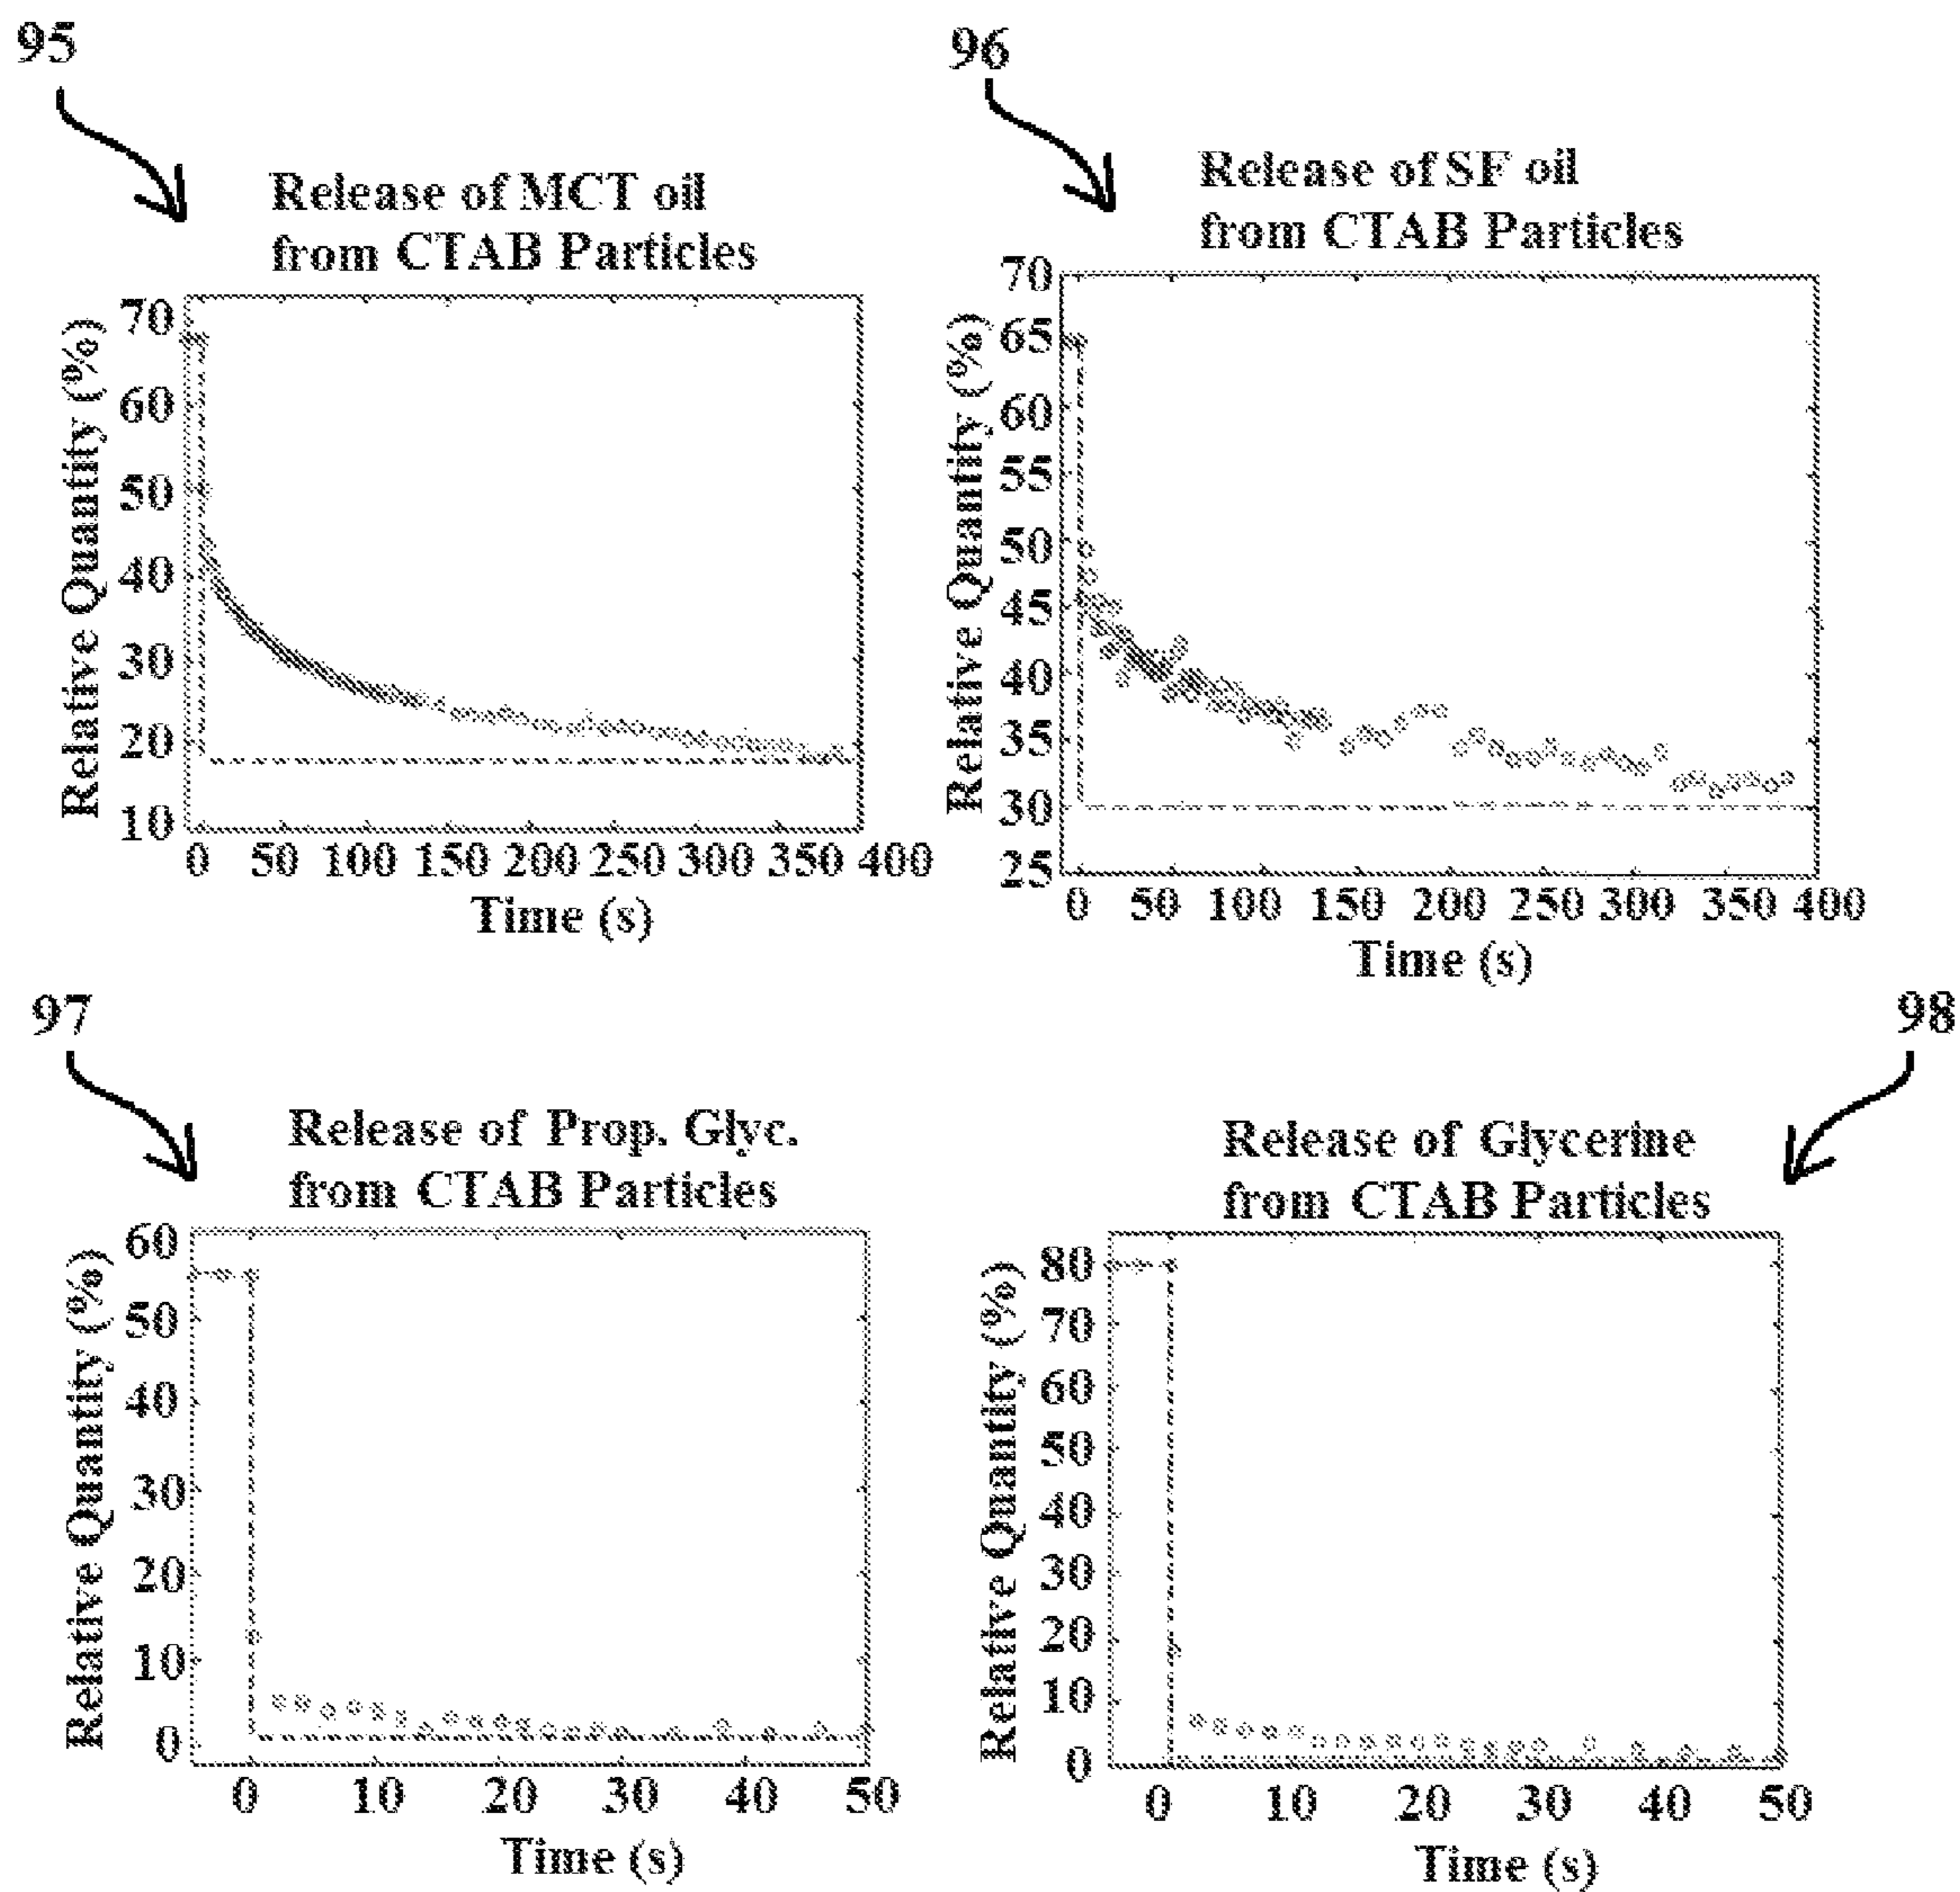 95
Release of MCT oil
from CTAB Particles
Relative Quantity (%)
70
60
50
40
30
20
10
0 50 100 150 200 250 300 350 400
Time (s)
96
Release of SF oil
from CTAB Particles
Relative Quantity (%)
70
65
60
55
50
45
40
35
30
25
0 50 100 150 200 250 300 350 400
Time (s)
97
Release of Prop. Glyc.
from CTAB Particles
Relative Quantity (%)
60
50
40
30
20
10
0
0 10 20 30 40 50
Time (s)
98
Release of Glycerine
from CTAB Particles
Relative Quantity (%)
80
70
60
50
40
30
20
10
0
0 10 20 30 40 50
Time (s)